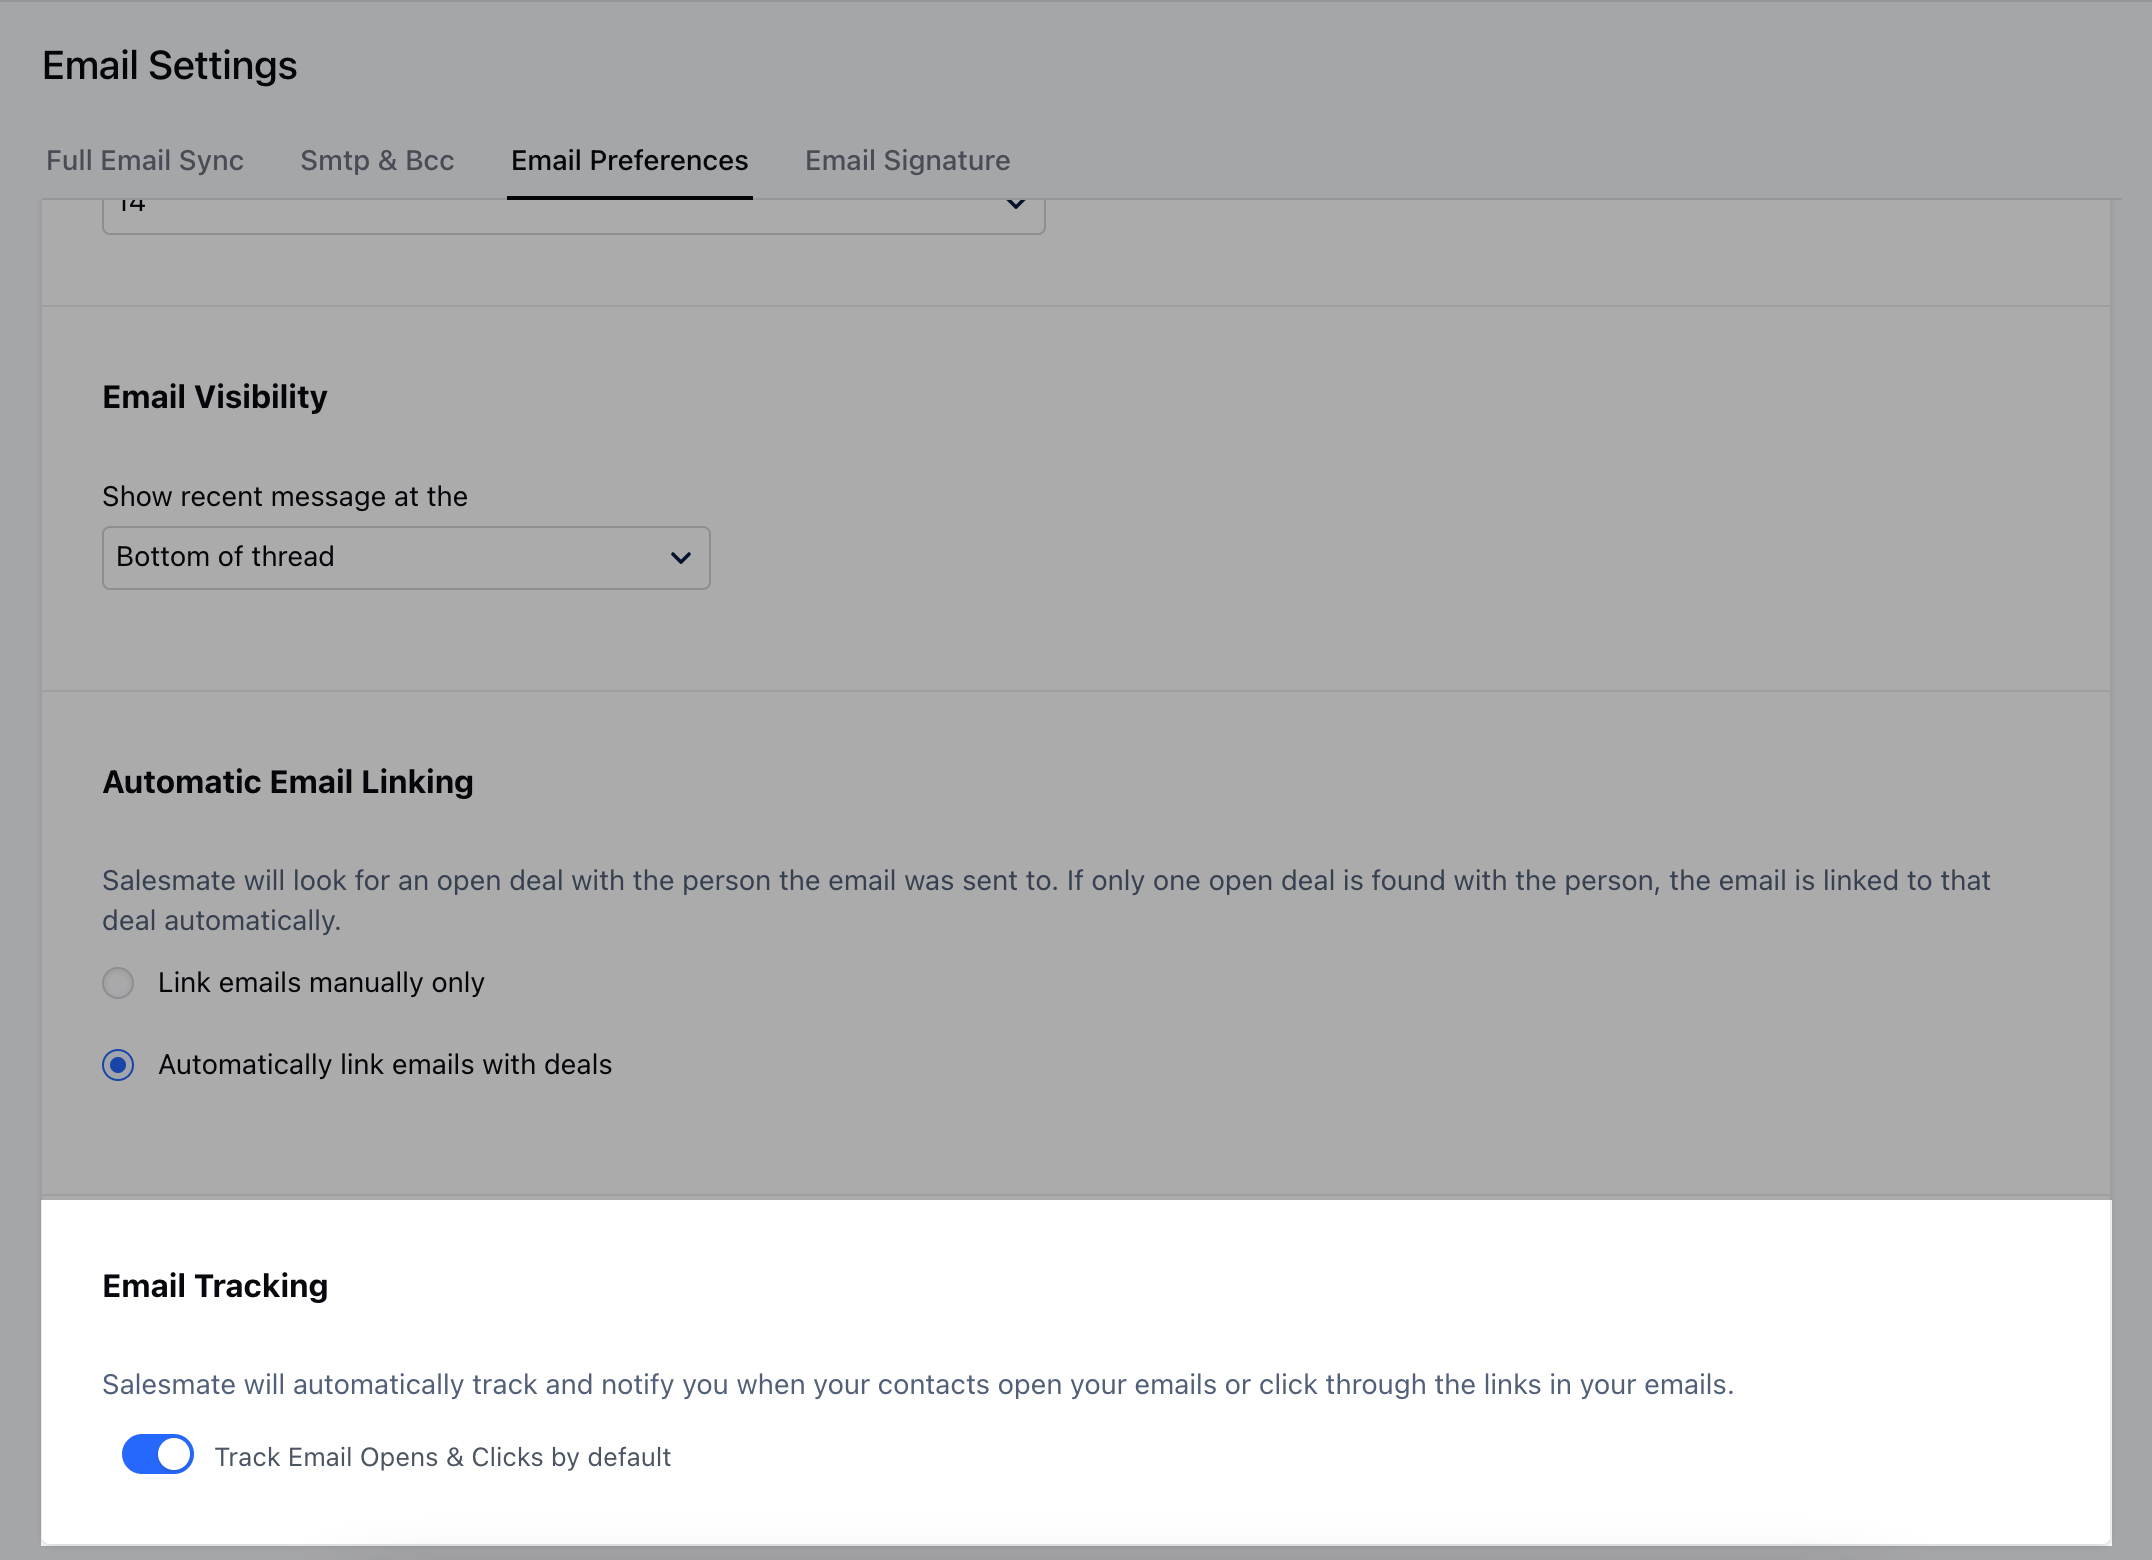 Email Settings
Full Email Sync Smtp & Bcc Email Preferences Email Signature
14
Email Visibility
Show recent message at the
Bottom of thread
Automatic Email Linking
Salesmate will look for an open deal with the person the email was sent to. If only one open deal is found with the person, the email is linked to that
deal automatically.
Link emails manually only
Automatically link emails with deals
Email Tracking
Salesmate will automatically track and notify you when your contacts open your emails or click through the links in your emails.
Track Email Opens & Clicks by default